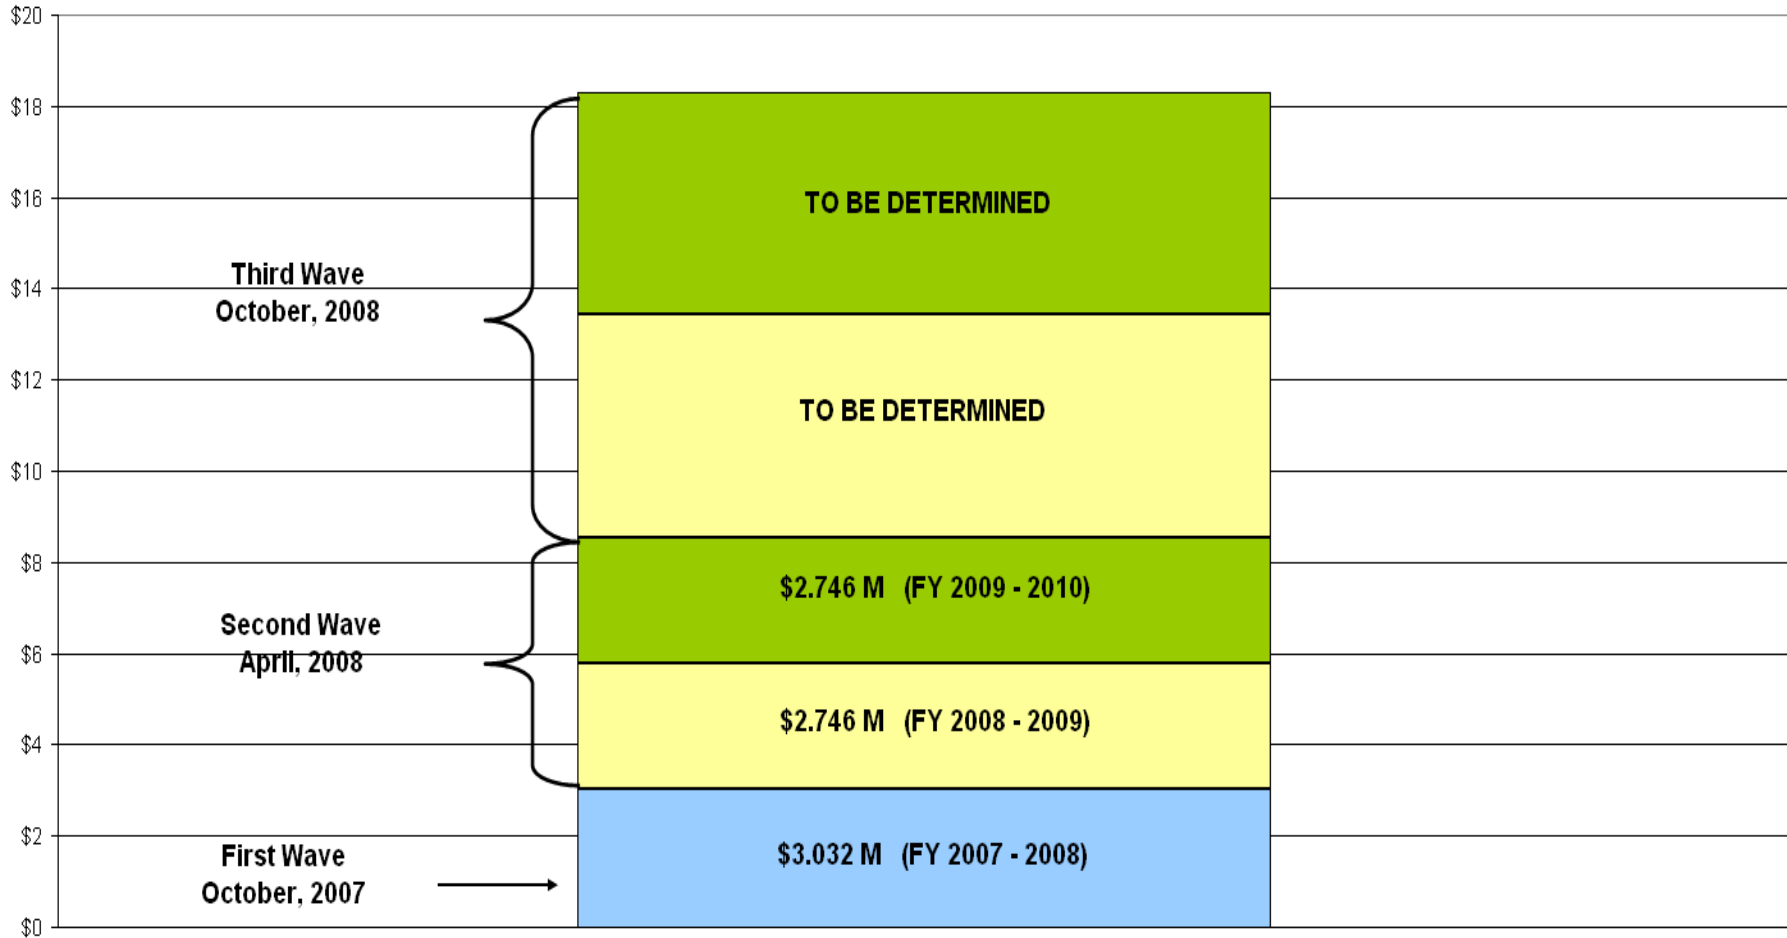 $20
$18
TO BE DETERMINED
$16
Third Wave
October, 2008
$14
$12
TO BE DETERMINED
$10
$8
$2.746 M (FY 2009 - 2010)
Second Wave
April, 2008
$6
$2.746 M (FY 2008 - 2009)
$4
$2
$3.032 M (FY 2007 - 2008)
First Wave
October, 2007
$0